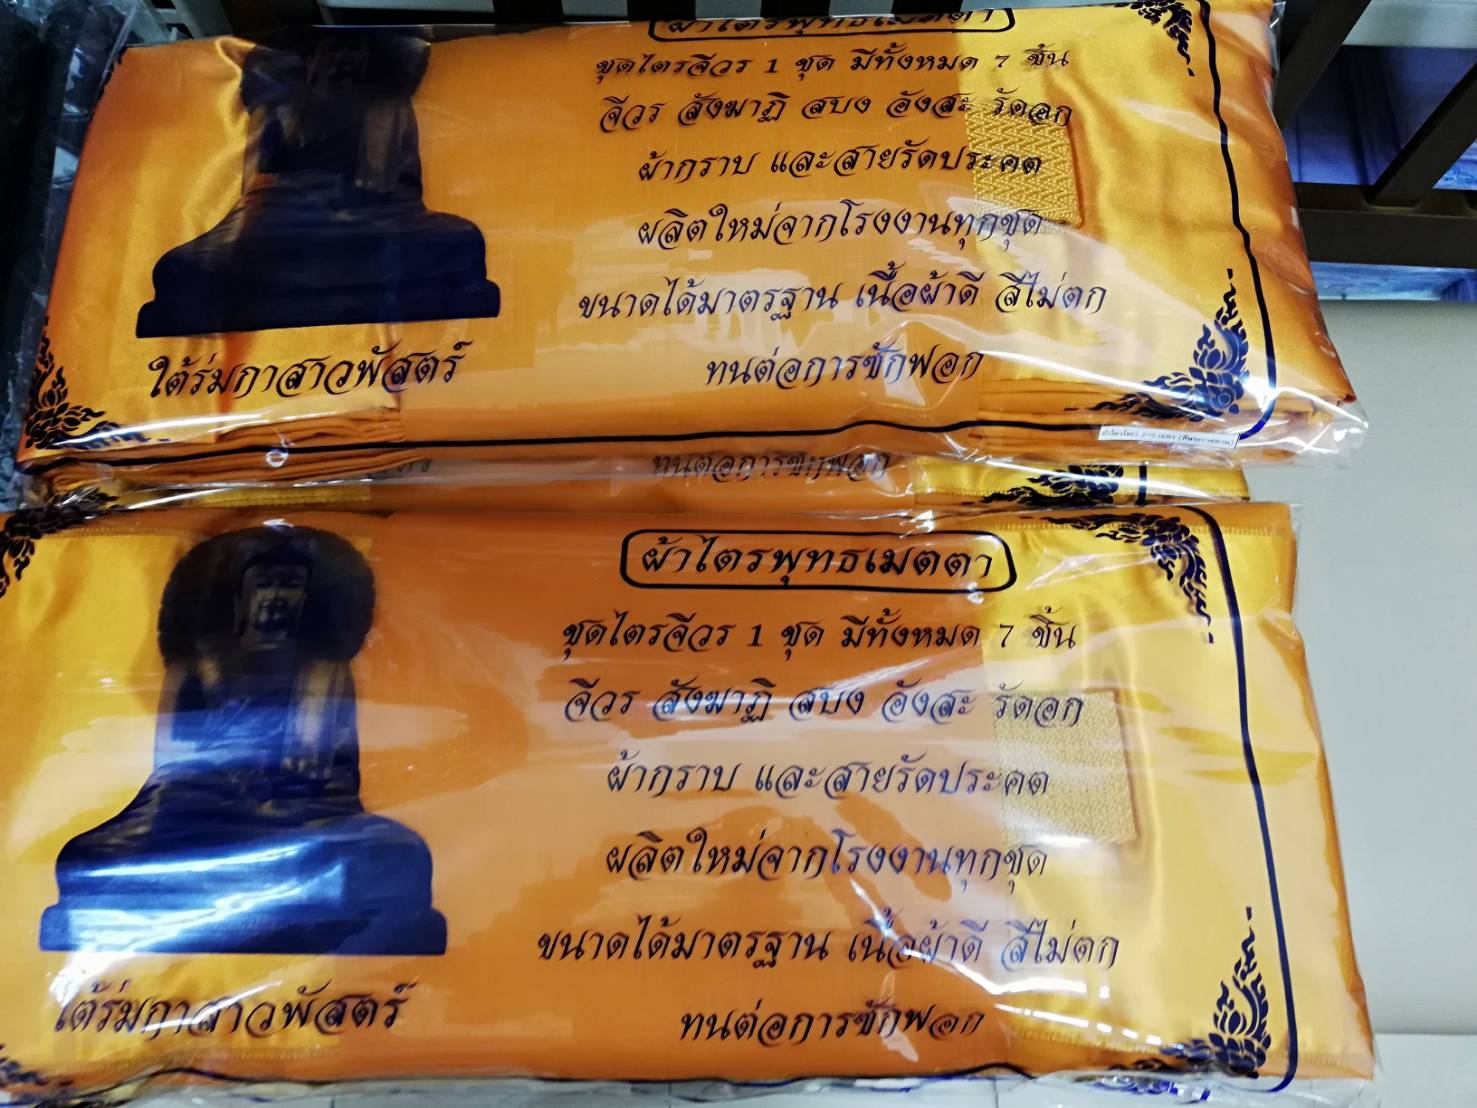 ผ้าไตรพุทธเมตตา
ชุดไตรจีวร 1 ชุด มีทั้งหมด 7 ชิ้น
จีวร สังฆาฏิ สบง อังสะ รัดอก
ผ้ากราบ และสายรัดประคต
ผลิตใหม่จากโรงงานทุกชุด
ขนาดได้มาตรฐาน เนื้อผ้าดี สีไม่ตก
ทนต่อการซักฟอก
ใต้ร่มกาสาวพัสตร์
ทนต่อการซักฟอก
ผ้าไตรพุทธเมตตา
ชุดไตรจีวร 1 ชุด มีทั้งหมด 7 ชิ้น
จีวร สังฆาฏิ สบง อังสะ รัดอก
ผ้ากราบ และสายรัดประคต
ผลิตใหม่จากโรงงานทุกชุด
ขนาดได้มาตรฐาน เนื้อผ้าดี สีไม่ตก
ทนต่อการซักฟอก
ใต้ร่มกาสาวพัสตร์